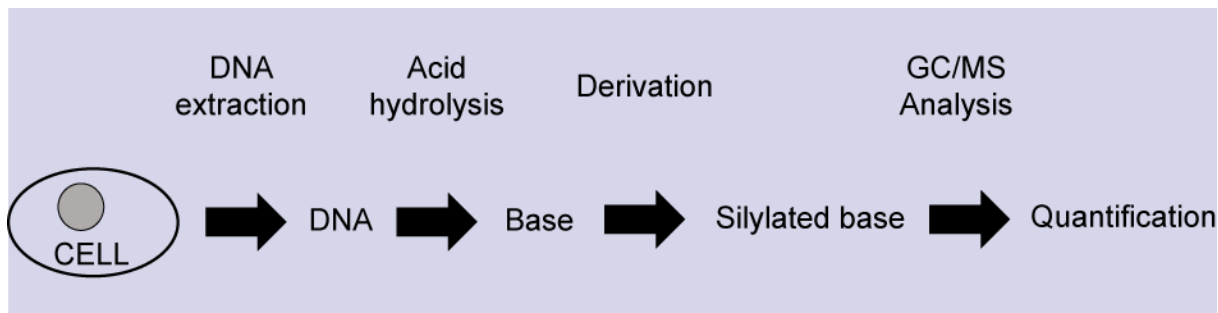 DNA
extraction
Acid
hydrolysis
Derivation
GC/MS
Analysis
CELL
DNA
Base
Silylated base
Quantification